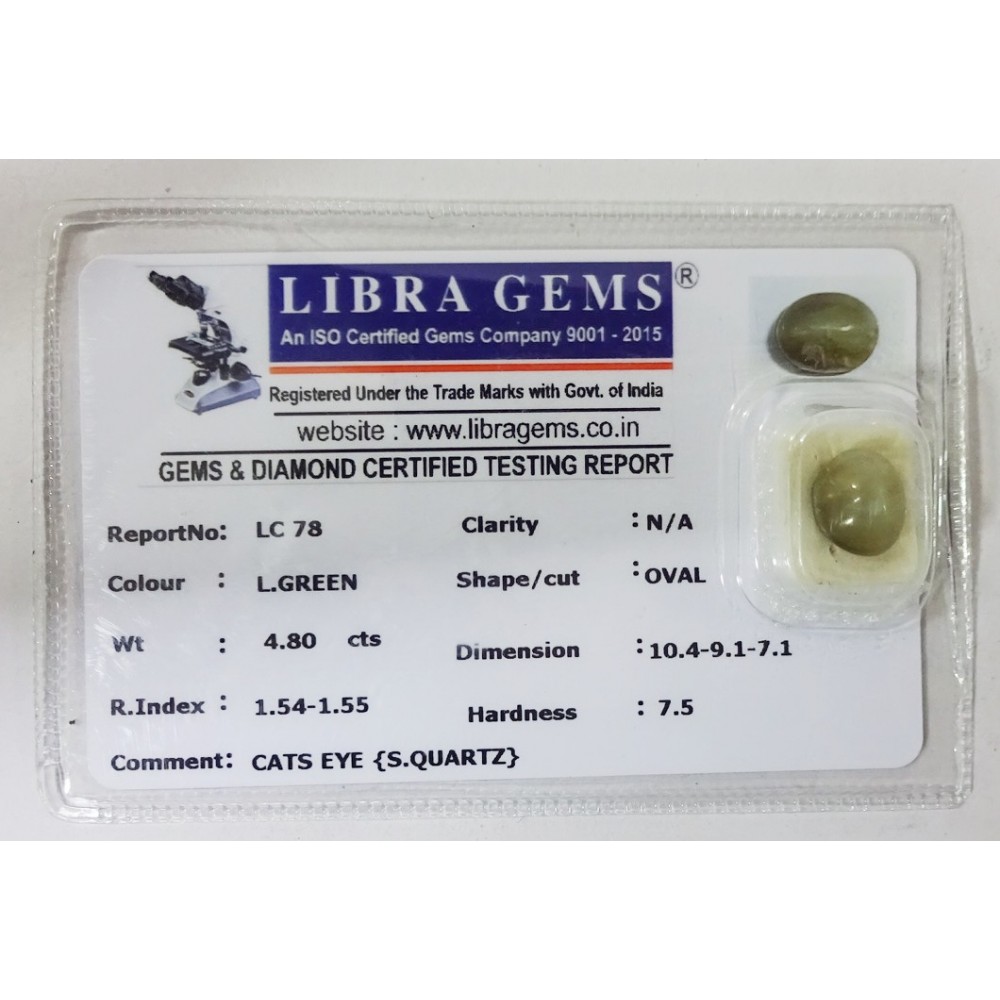 LIBRA GEMS ®
An ISO Certified Gems Company 9001 - 2015
Registered Under the Trade Marks with Govt. of India
website : www.libragems.co.in
GEMS & DIAMOND CERTIFIED TESTING REPORT
ReportNo: LC 78 Clarity : N/A
Colour : L.GREEN Shape/cut : OVAL
Wt : 4.80 cts Dimension : 10.4-9.1-7.1
R.Index : 1.54-1.55 Hardness : 7.5
Comment: CATS EYE {S.QUARTZ}